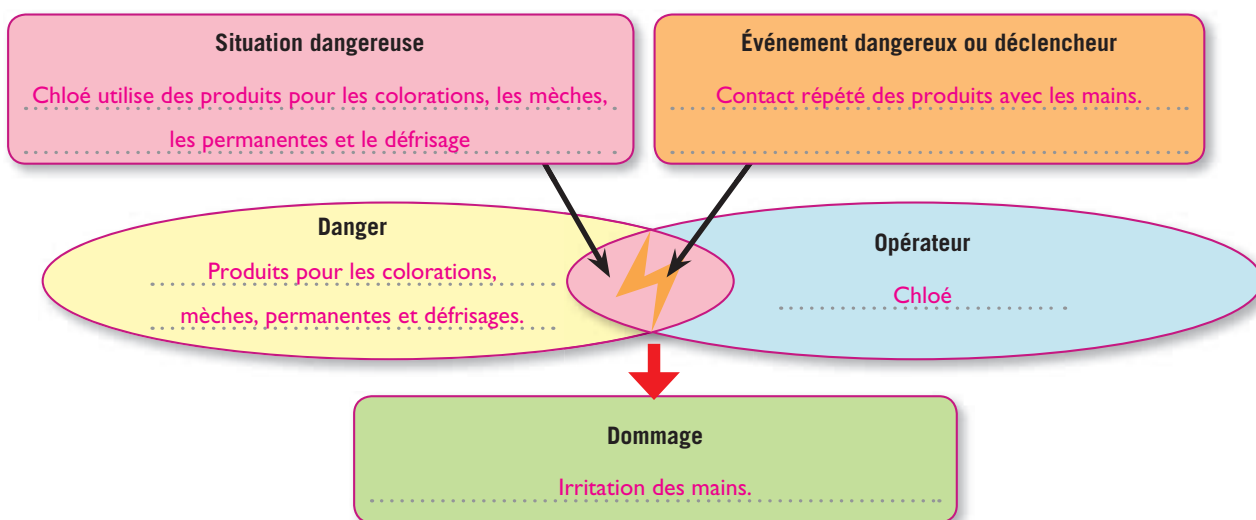 Situation dangereuse
Chloé utilise des produits pour les colorations, les mèches,
les permanentes et le défrisage
Événement dangereux ou déclencheur
Contact répété des produits avec les mains.
Danger
Produits pour les colorations,
mèches, permanentes et défrisages.
Opérateur
Chloé
Dommage
Irritation des mains.